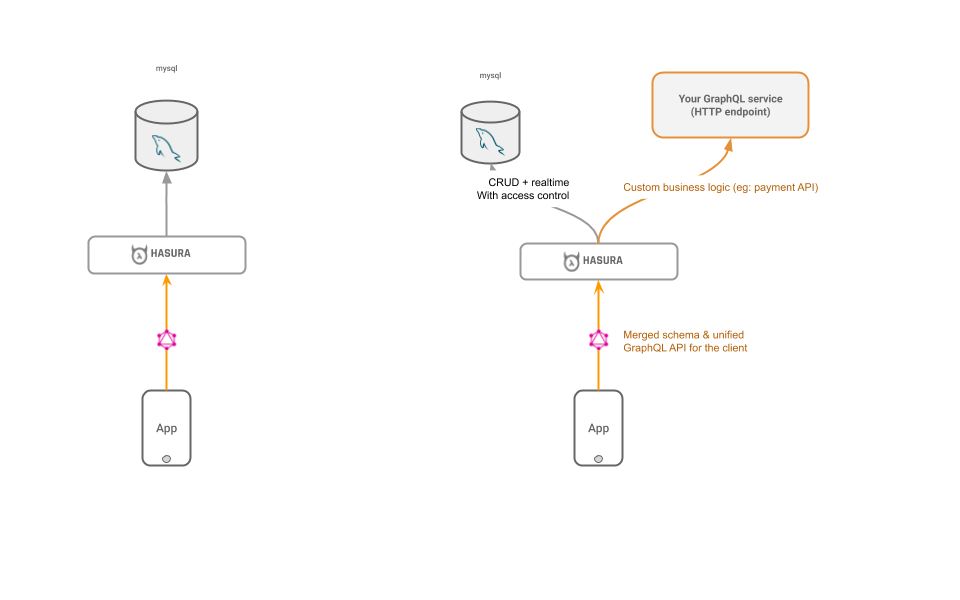 mysql
HASURA
App
mysql
Your GraphQL service
(HTTP endpoint)
CRUD + realtime
With access control
Custom business logic (eg: payment API)
HASURA
Merged schema & unified
GraphQL API for the client
App